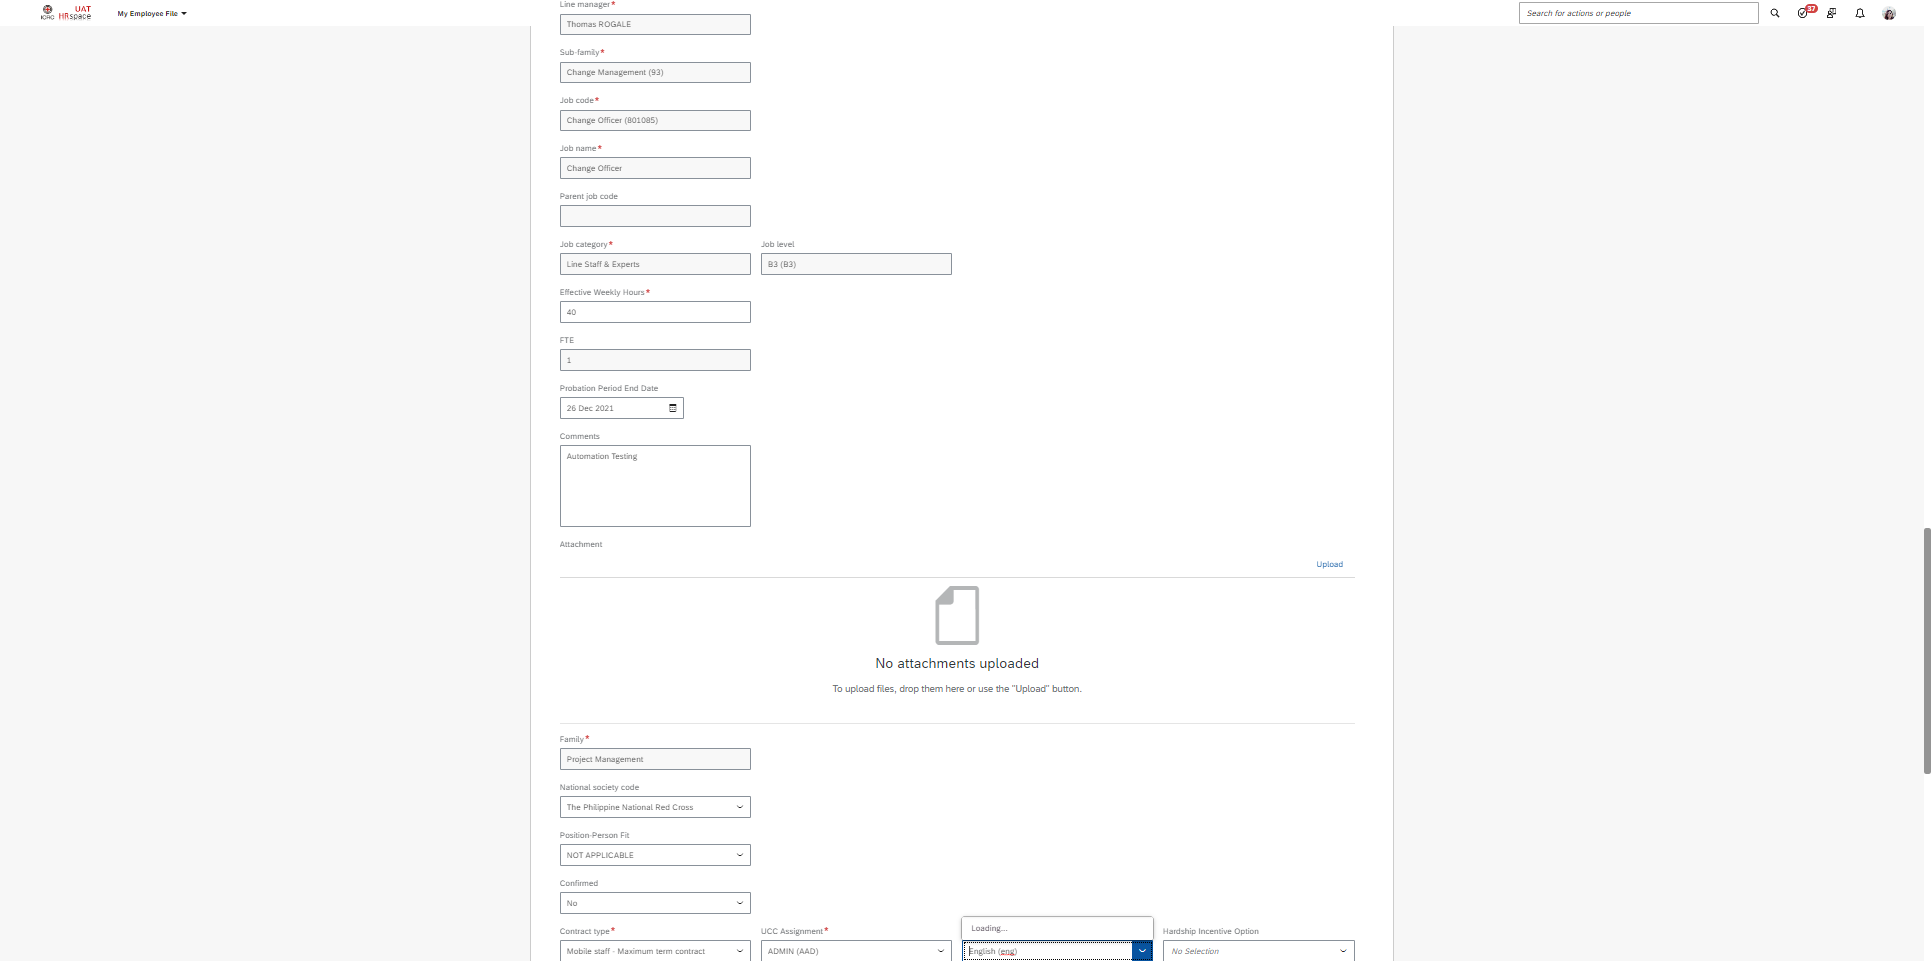 ICRC
UAT
HRspace
My Employee File
Search for actions or people
37
Line manager*
Thomas ROGALE
Sub-family*
Change Management (93)
Job code*
Change Officer (801085)
Job name*
Change Officer
Parent job code
Job category*
Job level
Line Staff & Experts
B3 (B3)
Effective Weekly Hours*
40
FTE
1
Probation Period End Date
26 Dec 2021
Comments
Automation Testing
Attachment
Upload
No attachments uploaded
To upload files, drop them here or use the "Upload" button.
Family*
Project Management
National society code
The Philippine National Red Cross
Position-Person Fit
NOT APPLICABLE
Confirmed
No
Contract type*
UCC Assignment*
Loading...
Hardship Incentive Option
Mobile staff - Maximum term contract
ADMIN (AAD)
English (eng)
No Selection